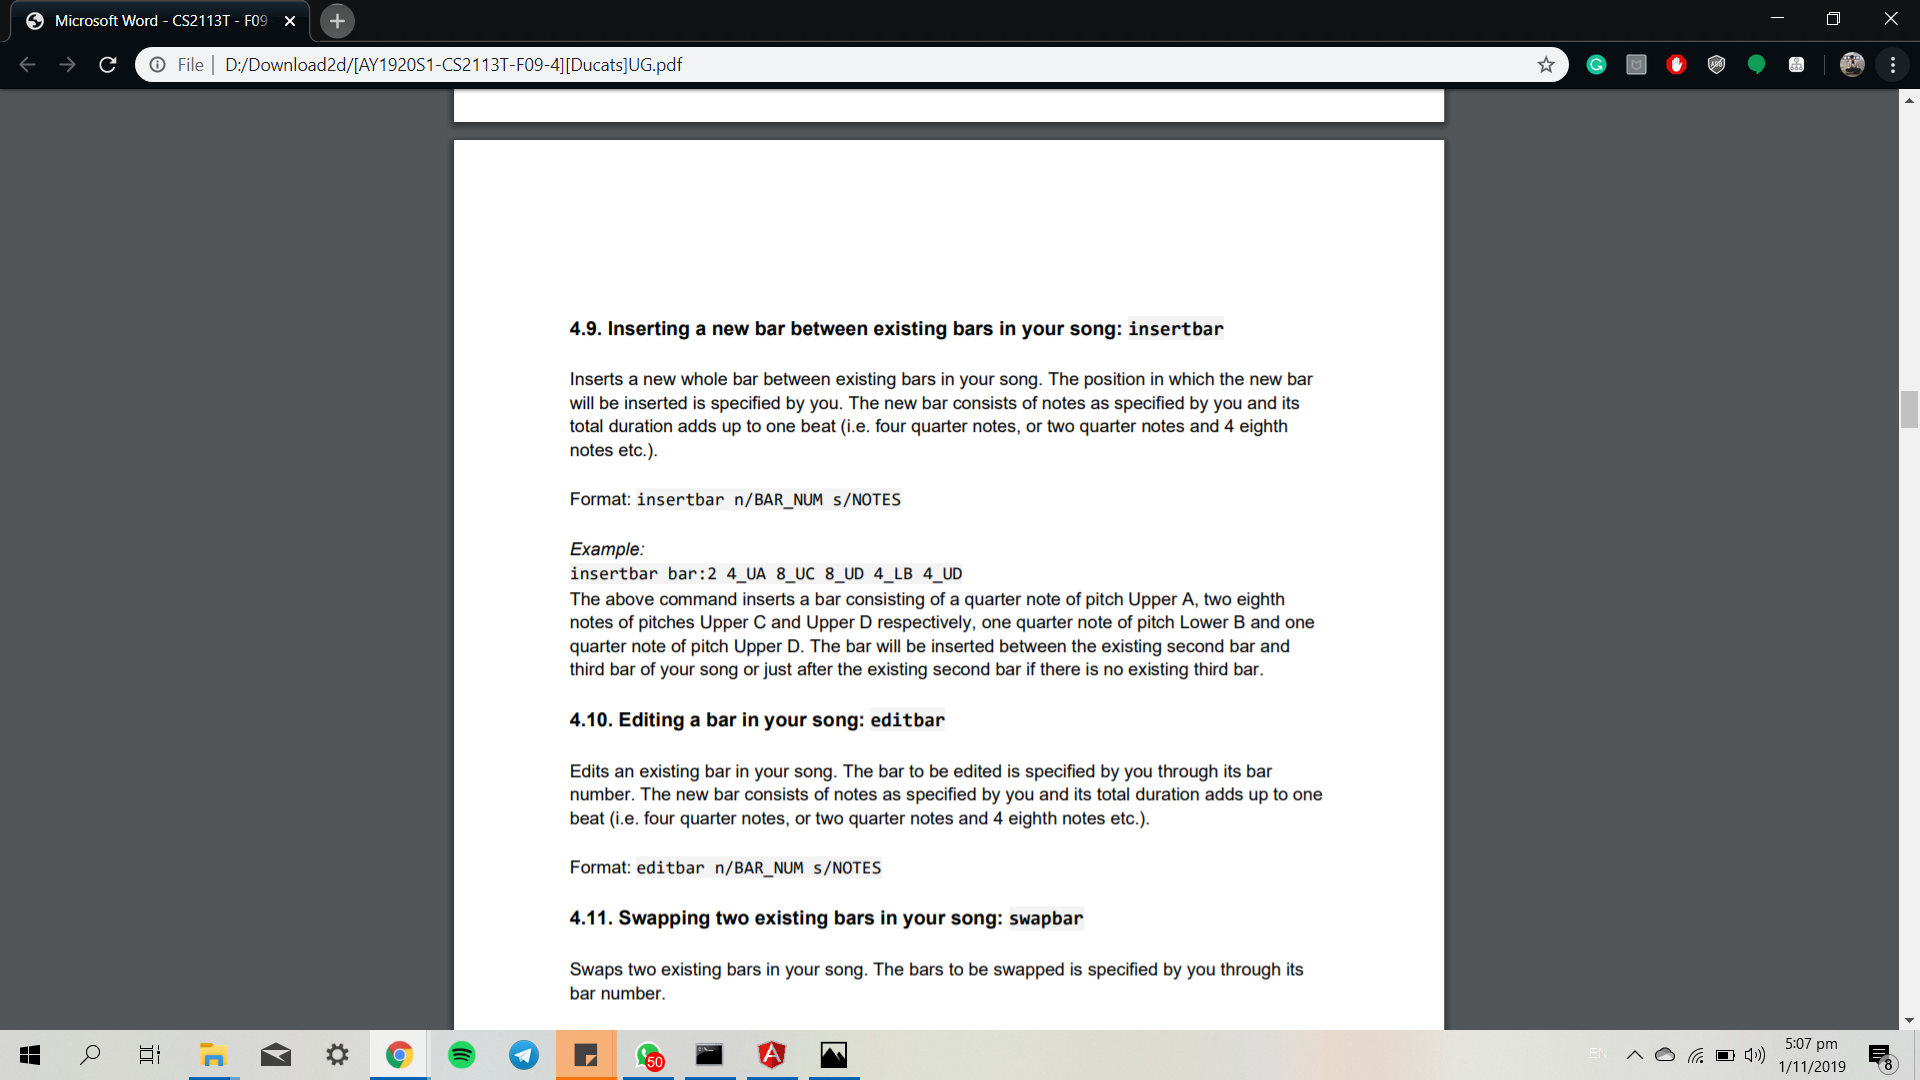 Microsoft Word - CS2113T - F09
File
D:/Download2d/[AY1920S1-CS2113T-F09-4][Ducats]UG.pdf
4.9. Inserting a new bar between existing bars in your song: insertbar
Inserts a new whole bar between existing bars in your song. The position in which the new bar
will be inserted is specified by you. The new bar consists of notes as specified by you and its
total duration adds up to one beat (i.e. four quarter notes, or two quarter notes and 4 eighth
notes etc.).
Format: insertbar n/BAR_NUM s/NOTES
Example:
insertbar bar:2 4_UA 8_UC 8_UD 4_LB 4_UD
The above command inserts a bar consisting of a quarter note of pitch Upper A, two eighth
notes of pitches Upper C and Upper D respectively, one quarter note of pitch Lower B and one
quarter note of pitch Upper D. The bar will be inserted between the existing second bar and
third bar of your song or just after the existing second bar if there is no existing third bar.
4.10. Editing a bar in your song: editbar
Edits an existing bar in your song. The bar to be edited is specified by you through its bar
number. The new bar consists of notes as specified by you and its total duration adds up to one
beat (i.e. four quarter notes, or two quarter notes and 4 eighth notes etc.).
Format: editbar n/BAR_NUM s/NOTES
4.11. Swapping two existing bars in your song: swapbar
Swaps two existing bars in your song. The bars to be swapped is specified by you through its
bar number.
50
EN
5:07 pm
1/11/2019
8